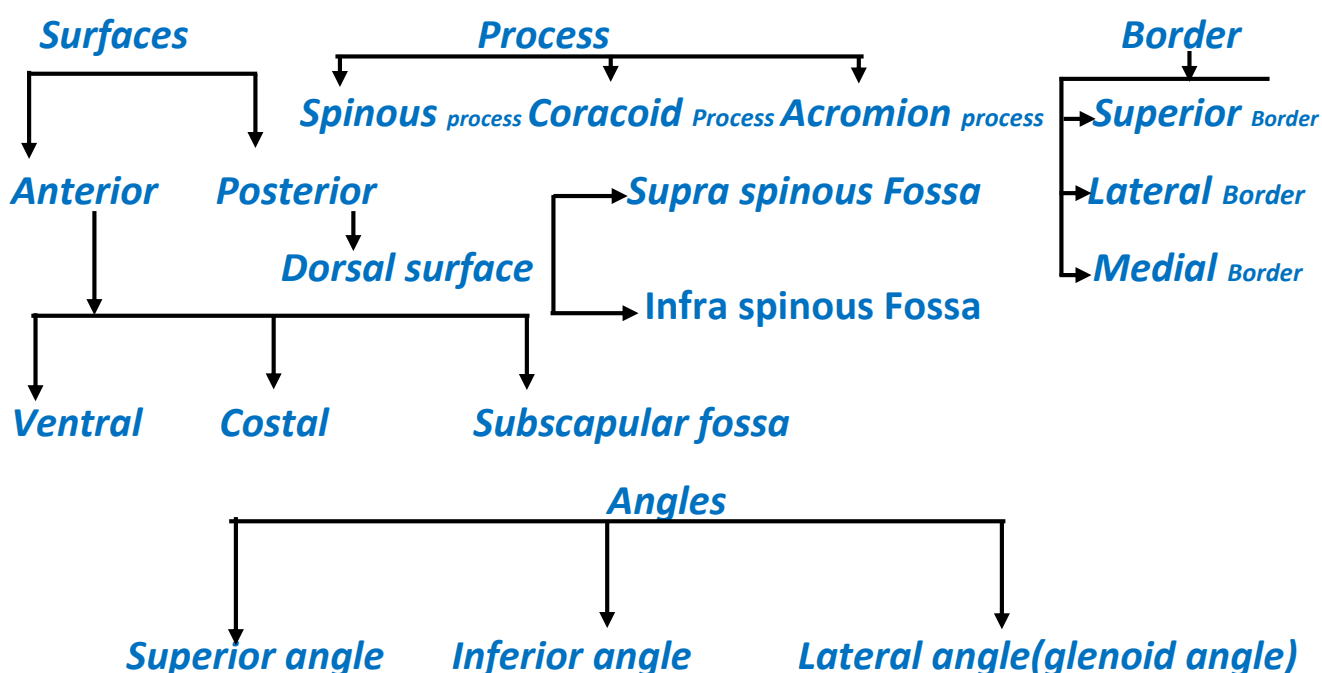 Surfaces
Process
Border
Spinous process Coracoid Process Acromion process
Superior Border
Anterior
Posterior
Supra spinous Fossa
Lateral Border
Dorsal surface
Medial Border
Infra spinous Fossa
Ventral
Costal
Subscapular fossa
Angles
Superior angle
Inferior angle
Lateral angle(glenoid angle)